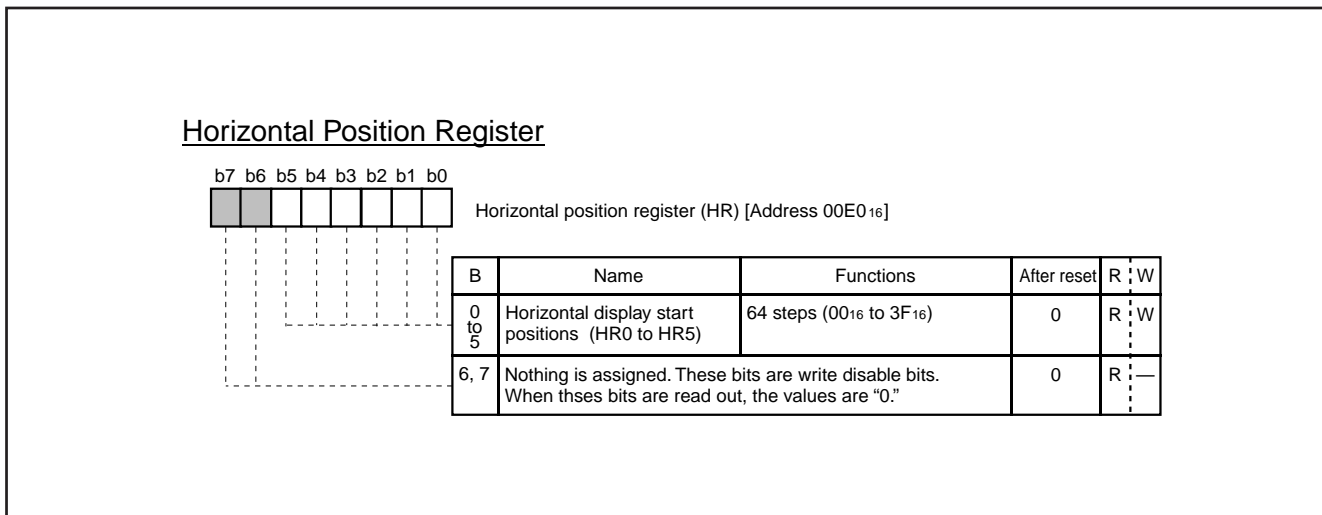 Horizontal Position Register
b7 b6 b5 b4 b3 b2 b1 b0
Horizontal position register (HR) [Address 00E016]
B Name Functions After reset R W
0 to 5 Horizontal display start positions (HR0 to HR5) 64 steps (0016 to 3F16) 0 R W
6, 7 Nothing is assigned. These bits are write disable bits. 0 R —
When thses bits are read out, the values are “0.”